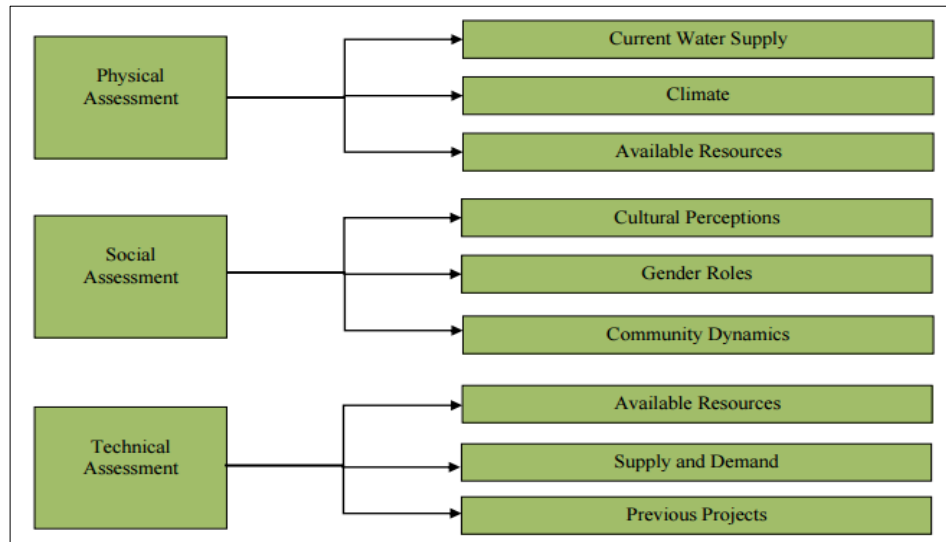 Physical
Assessment
Current Water Supply
Climate
Available Resources
Social
Assessment
Cultural Perceptions
Gender Roles
Community Dynamics
Technical
Assessment
Available Resources
Supply and Demand
Previous Projects